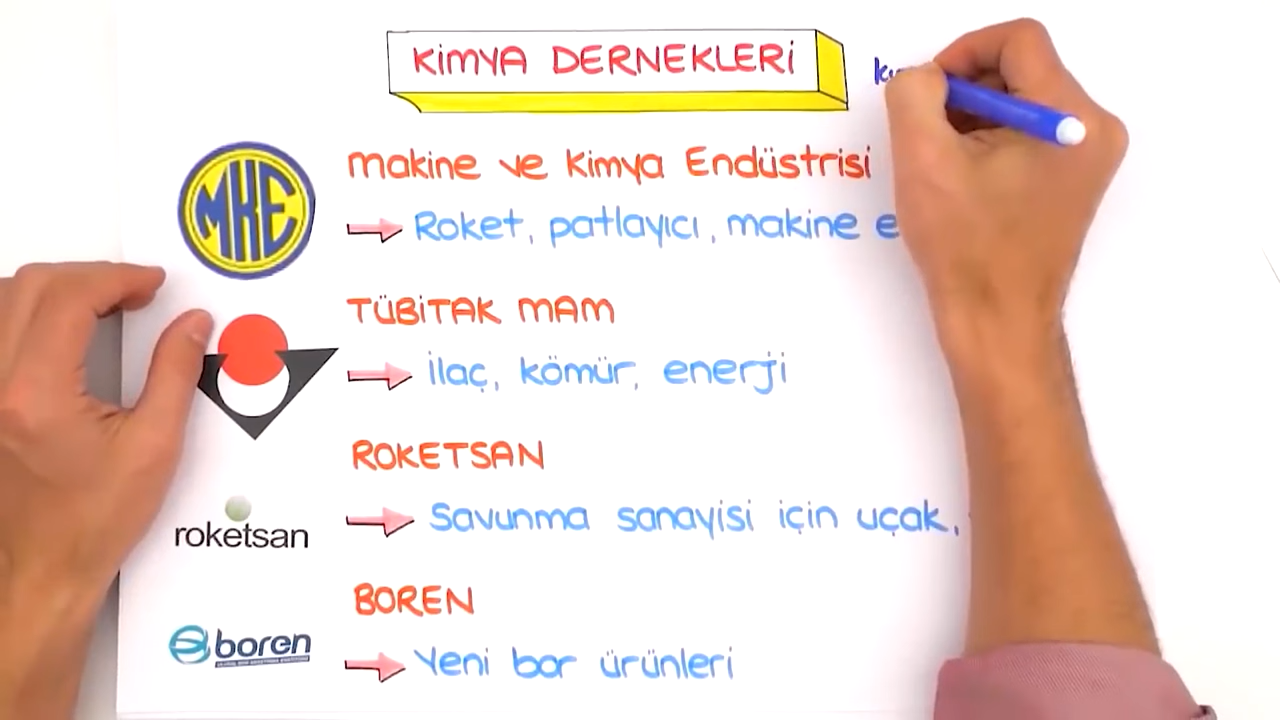 KİMYA DERNEKLERİ
MKE
makine ve kimya Endüstrisi
Roket, patlayıcı, makine
TÜBİTAK MAM
İlaç, kömür, enerji
ROKETSAN
roketsan
Savunma sanayisi için uçak,
BOREN
boren
Yeni bor ürünleri